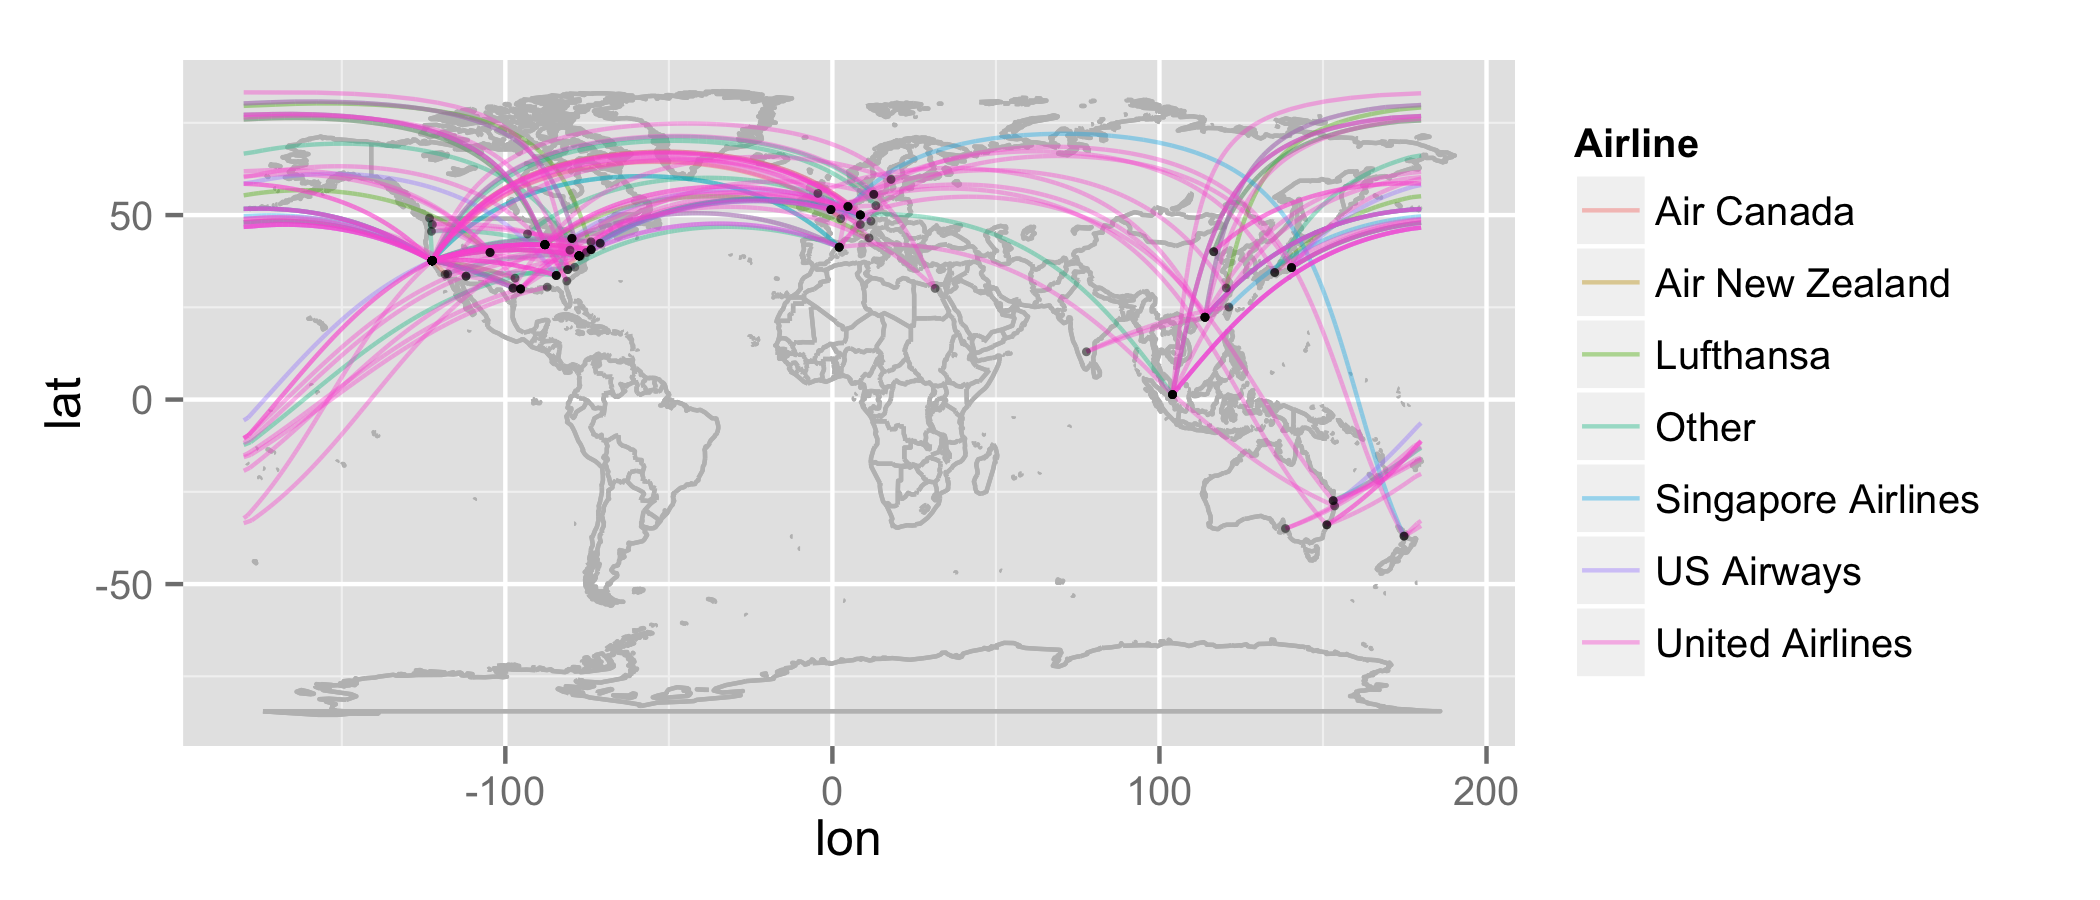 Airline
Air Canada
Air New Zealand
Lufthansa
Other
Singapore Airlines
US Airways
United Airlines
lat
50
0
-50
-100
0
100
200
lon